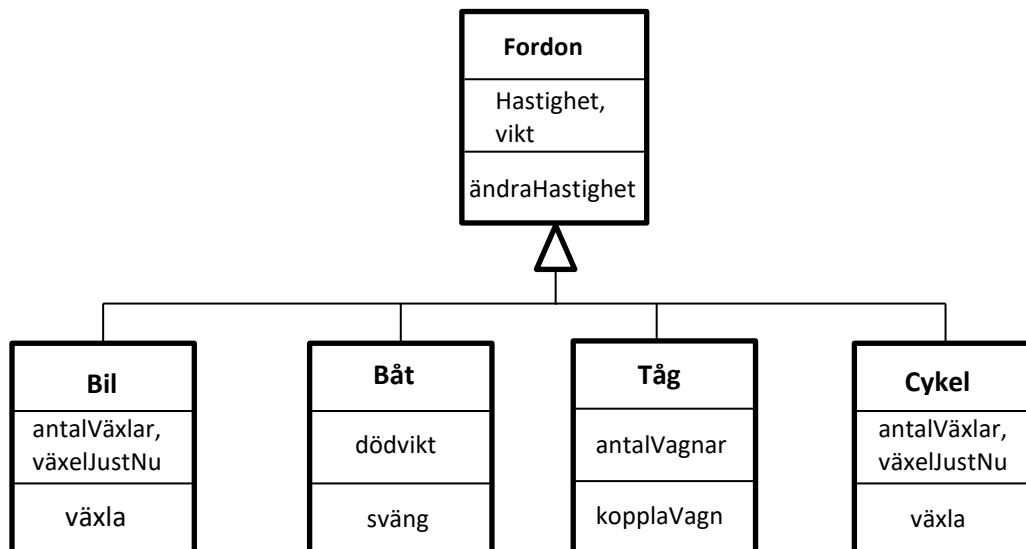 Fordon
Hastighet,
vikt
ändraHastighet
Bil
antalVäxlar,
växelJustNu
växla
Båt
dödvikt
sväng
Tåg
antalVagnar
kopplaVagn
Cykel
antalVäxlar,
växelJustNu
växla